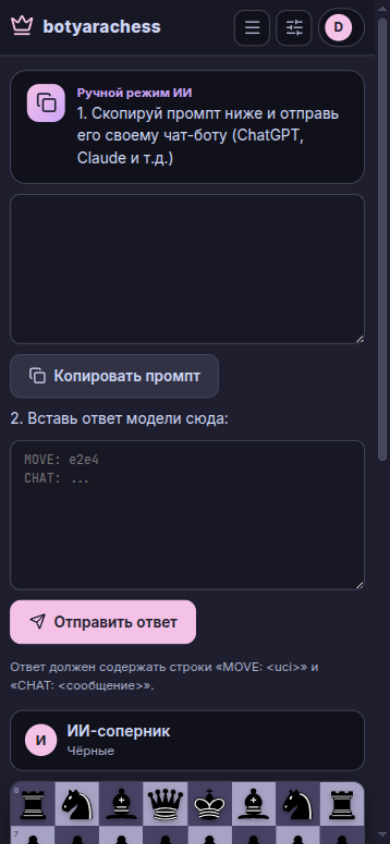 botyarachess
D
Ручной режим ИИ
1. Скопируй промпт ниже и отправь
его своему чат-боту (ChatGPT,
Claude и т.д.)
Копировать промпт
2. Вставь ответ модели сюда:
MOVE: e2e4
CHAT: ...
Отправить ответ
Ответ должен содержать строки «MOVE: <uci>» и
«CHAT: <сообщение>».
И
ИИ-соперник
Чёрные
8
7